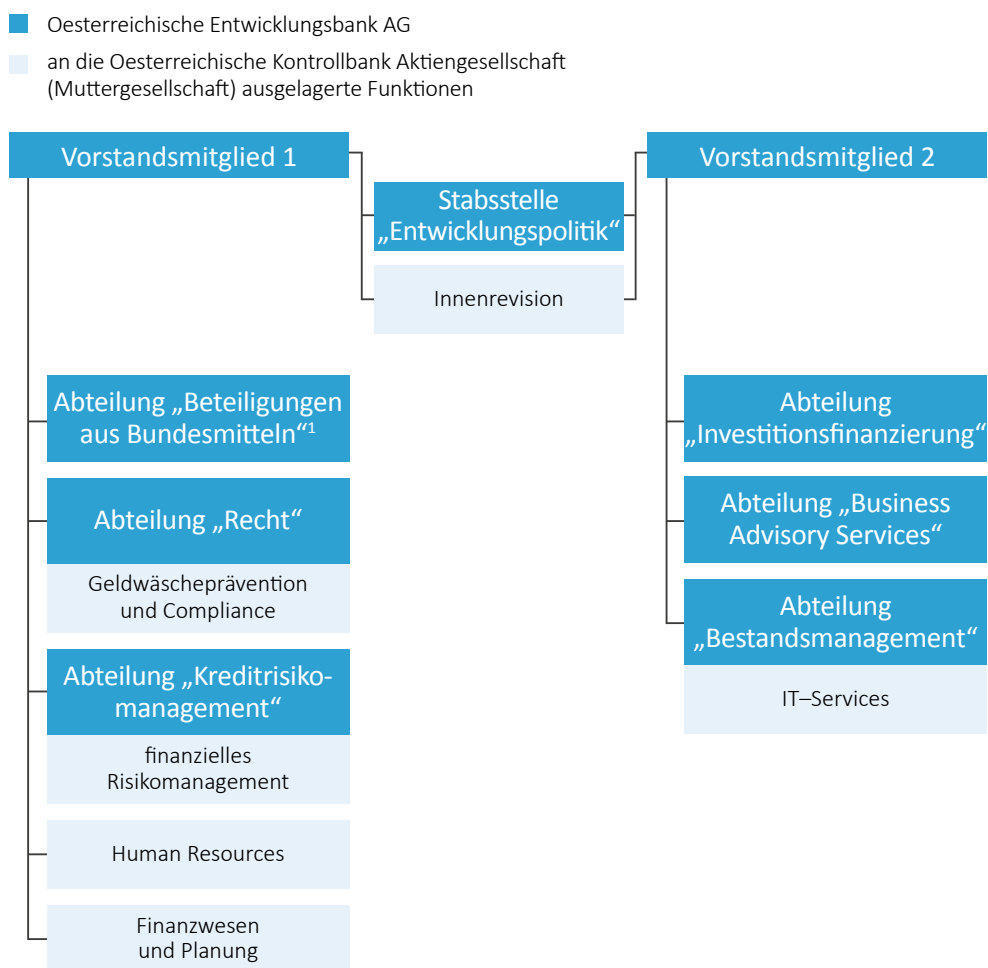 Oesterreichische Entwicklungsbank AG
an die Oesterreichische Kontrollbank Aktiengesellschaft
(Muttergesellschaft) ausgelagerte Funktionen
Vorstandsmitglied 1
Vorstandsmitglied 2
Stabsstelle
„Entwicklungspolitik“
Innenrevision
Abteilung „Beteiligungen
aus Bundesmitteln“¹
Abteilung „Recht“
Geldwäscheprävention
und Compliance
Abteilung „Kreditrisiko-
management“
finanzielles
Risikomanagement
Human Resources
Finanzwesen
und Planung
Abteilung
„Investitionsfinanzierung“
Abteilung „Business
Advisory Services“
Abteilung
„Bestandsmanagement“
IT–Services